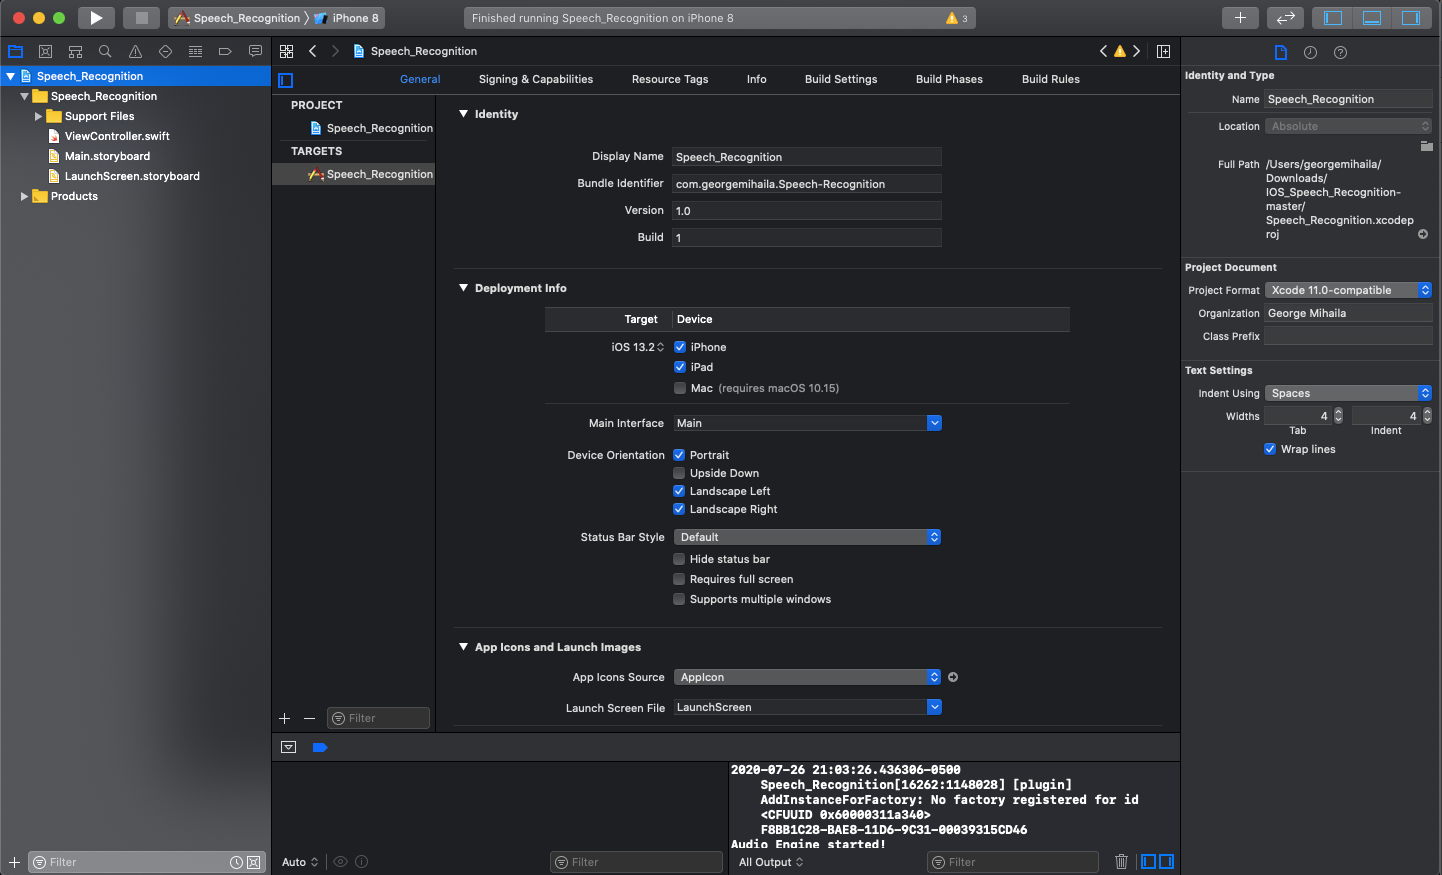 Speech_Recognition iPhone 8
Finished running Speech_Recognition on iPhone 8
3
Speech_Recognition
Speech_Recognition
Support Files
ViewController.swift
Main.storyboard
LaunchScreen.storyboard
Products
Filter
Speech_Recognition
General Signing & Capabilities Resource Tags Info Build Settings Build Phases Build Rules
PROJECT
Speech_Recognition
TARGETS
Speech_Recognition
Filter
Identity
Display Name Speech_Recognition
Bundle Identifier com.georgemihaila.Speech-Recognition
Version 1.0
Build 1
Deployment Info
Target Device
iOS 13.2 iPhone
iPad
Mac (requires macOS 10.15)
Main Interface Main
Device Orientation Portrait
Upside Down
Landscape Left
Landscape Right
Status Bar Style Default
Hide status bar
Requires full screen
Supports multiple windows
App Icons and Launch Images
App Icons Source AppIcon
Launch Screen File LaunchScreen
Auto
Filter
2020-07-26 21:03:26.436306-0500
Speech_Recognition[16262:1148028] [plugin]
AddInstanceForFactory: No factory registered for id
<CFUUID 0x60000311a340>
F8BB1C28-BAE8-11D6-9C31-00039315CD46
Audio Engine started!
All Output Filter
Identity and Type
Name Speech_Recognition
Location Absolute
Full Path /Users/georgemihaila/
Downloads/
IOS_Speech_Recognition-
master/
Speech_Recognition.xcodep
roj
Project Document
Project Format Xcode 11.0-compatible
Organization George Mihaila
Class Prefix
Text Settings
Indent Using Spaces
Widths 4 4
Tab Indent
Wrap lines